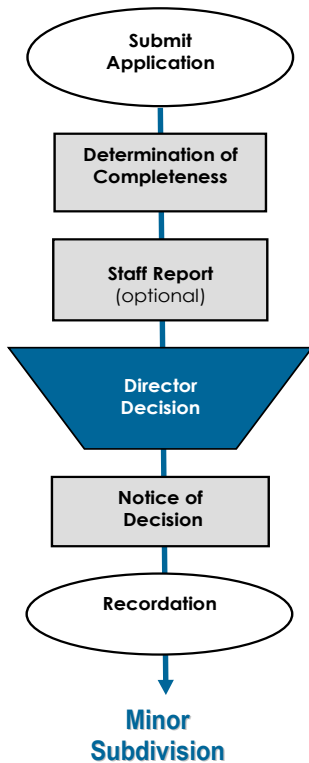 Submit
Application
Determination of
Completeness
Staff Report
(optional)
Director
Decision
Notice of
Decision
Recordation
Minor
Subdivision